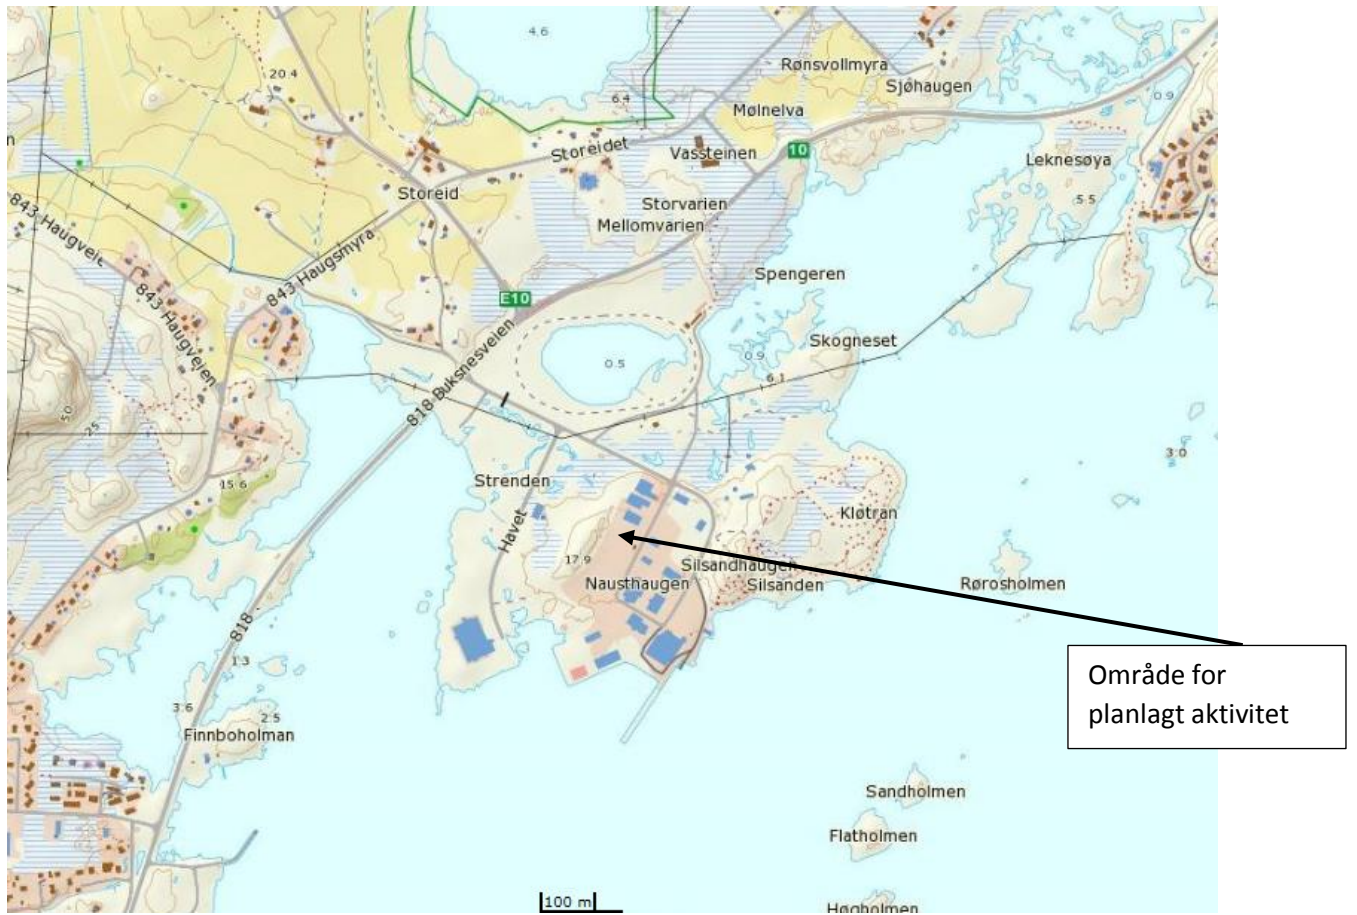 4.6
Rønsvollmyra
20.4
Sjøhaugen
6.4
0.9
Mølnelva
Storeidet
Vassteinen
10
Leknesøya
n
Storeid
5.5
843 Haugvei
Storvarien
Mellomvarien
843 Haugsmyra
Spengeren
843 Haugveien
E10
Skogneset
0.5
0.9
6.1
818 Buksnesveien
50
25
3.0
Strenden
15.6
Kløtran
Havet
17.9
Silsandhaugen
Nausthaugen
Silsanden
Rørosholmen
818
1.3
Område for
planlagt aktivitet
3.6
2.5
Finnboholman
Sandholmen
Flatholmen
100 m
Høgholmen